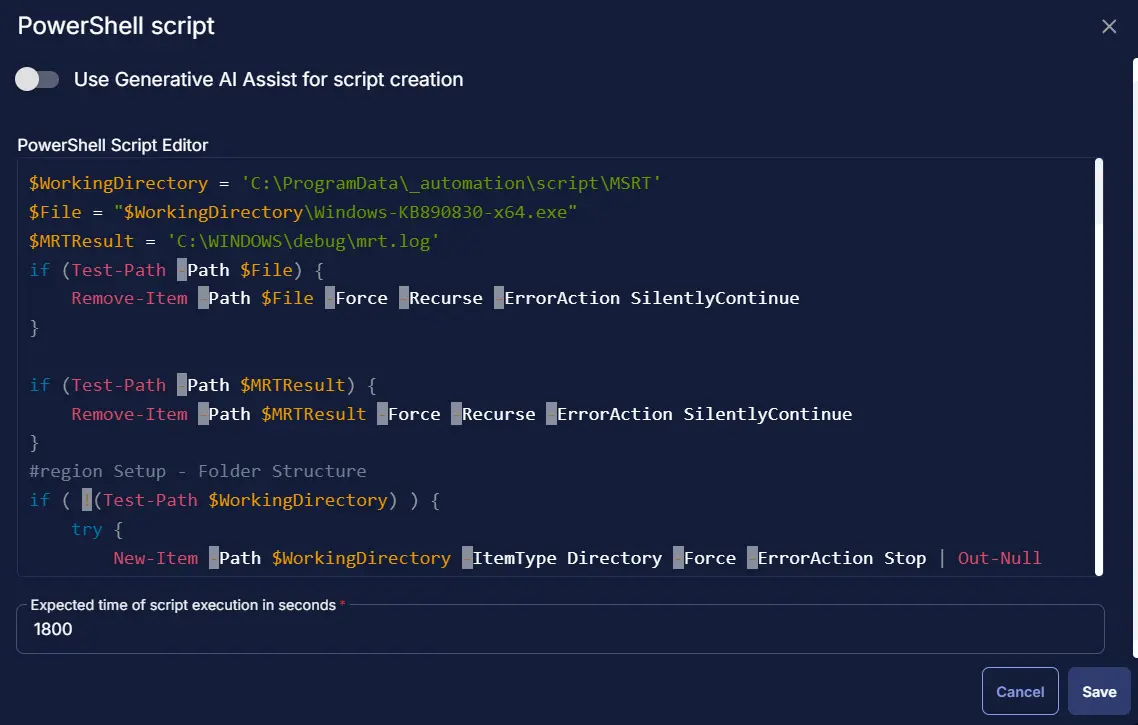 PowerShell script
Use Generative AI Assist for script creation
PowerShell Script Editor
$WorkingDirectory = 'C:\ProgramData\_automation\script\MSRT'
$File = "$WorkingDirectory\Windows-KB890830-x64.exe"
$MRTResult = 'C:\WINDOWS\debug\mrt.log'
if (Test-Path -Path $File) {
    Remove-Item -Path $File -Force -Recurse -ErrorAction SilentlyContinue
}

if (Test-Path -Path $MRTResult) {
    Remove-Item -Path $MRTResult -Force -Recurse -ErrorAction SilentlyContinue
}
#region Setup - Folder Structure
if ( !(Test-Path $WorkingDirectory) ) {
    try {
        New-Item -Path $WorkingDirectory -ItemType Directory -Force -ErrorAction Stop | Out-Null
Expected time of script execution in seconds *
1800
Cancel
Save